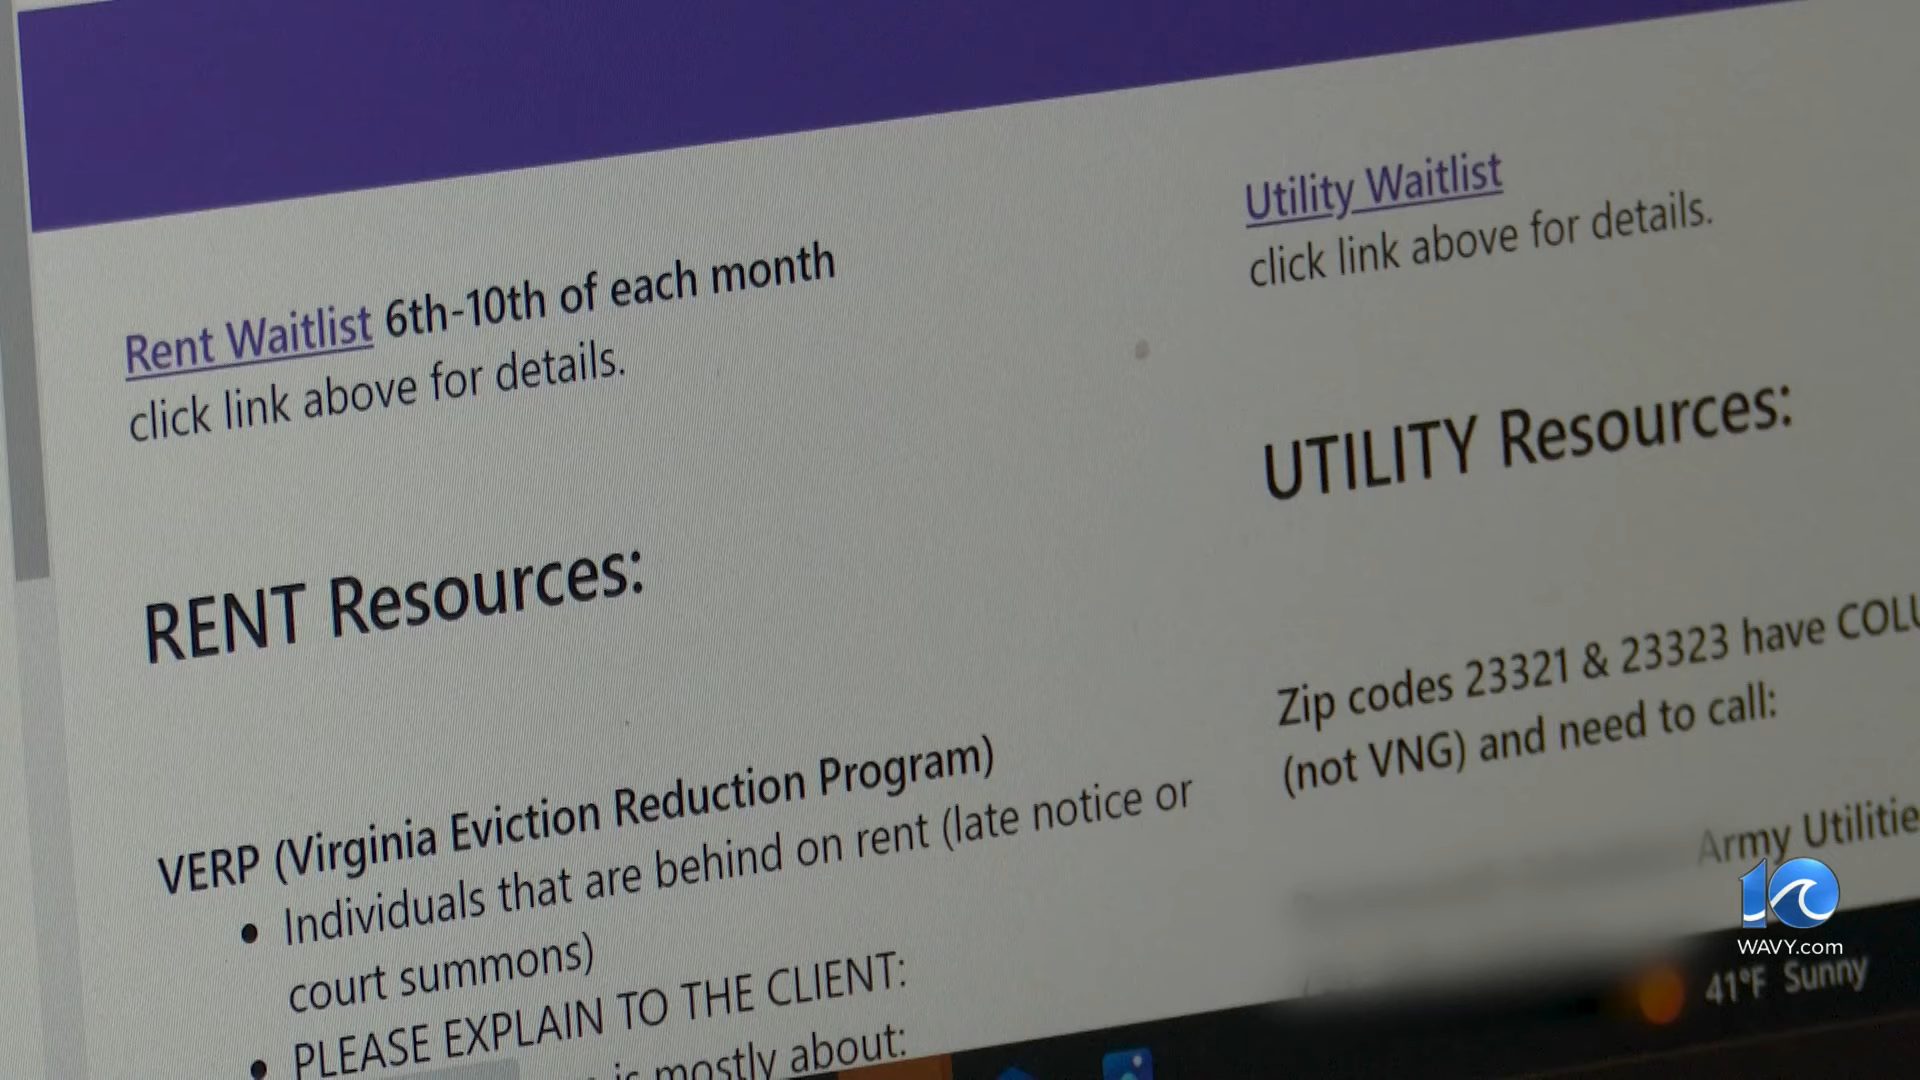 Rent Waitlist 6th-10th of each month
click link above for details.
RENT Resources:
VERP (Virginia Eviction Reduction Program)
• Individuals that are behind on rent (late notice or
court summons)
• PLEASE EXPLAIN TO THE CLIENT:
is mostly about:
Utility Waitlist
click link above for details.
UTILITY Resources:
Zip codes 23321 & 23323 have
(not VNG) and need to call:
Army
10
WAVY.com
41°F Sunny